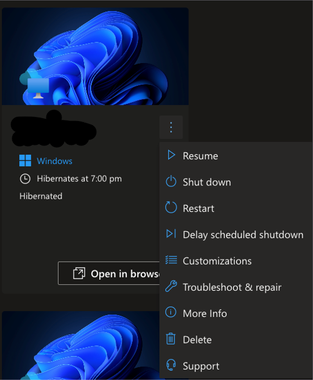 Windows
Hibernates at 7:00 pm
Hibernated
Open in brows
Resume
Shut down
Restart
Delay scheduled shutdown
Customizations
Troubleshoot & repair
More Info
Delete
Support